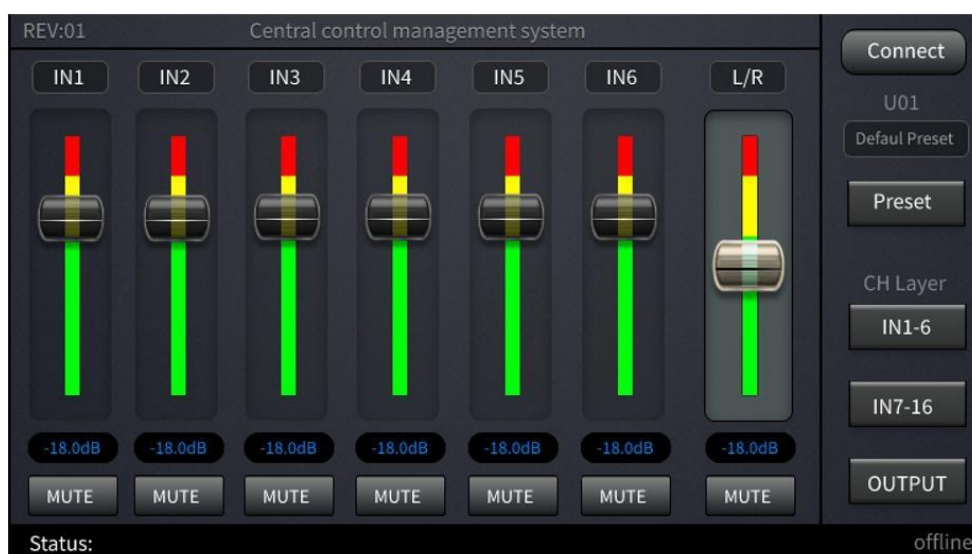 REV:01 Central control management system
Connect
IN1 IN2 IN3 IN4 IN5 IN6 L/R
U01
Defaul Preset
Preset
CH Layer
IN1-6
IN7-16
-18.0dB -18.0dB -18.0dB -18.0dB -18.0dB -18.0dB -18.0dB
MUTE MUTE MUTE MUTE MUTE MUTE MUTE
OUTPUT
Status: offline